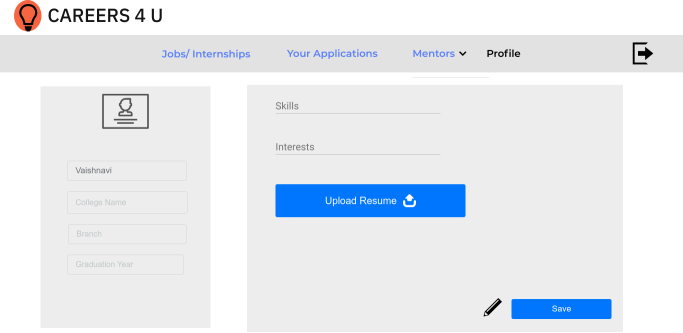 CAREERS 4 U
Jobs/ Internships Your Applications Mentors Profile
Vaishnavi
College Name
Branch
Graduation Year
Skills
Interests
Upload Resume
Save